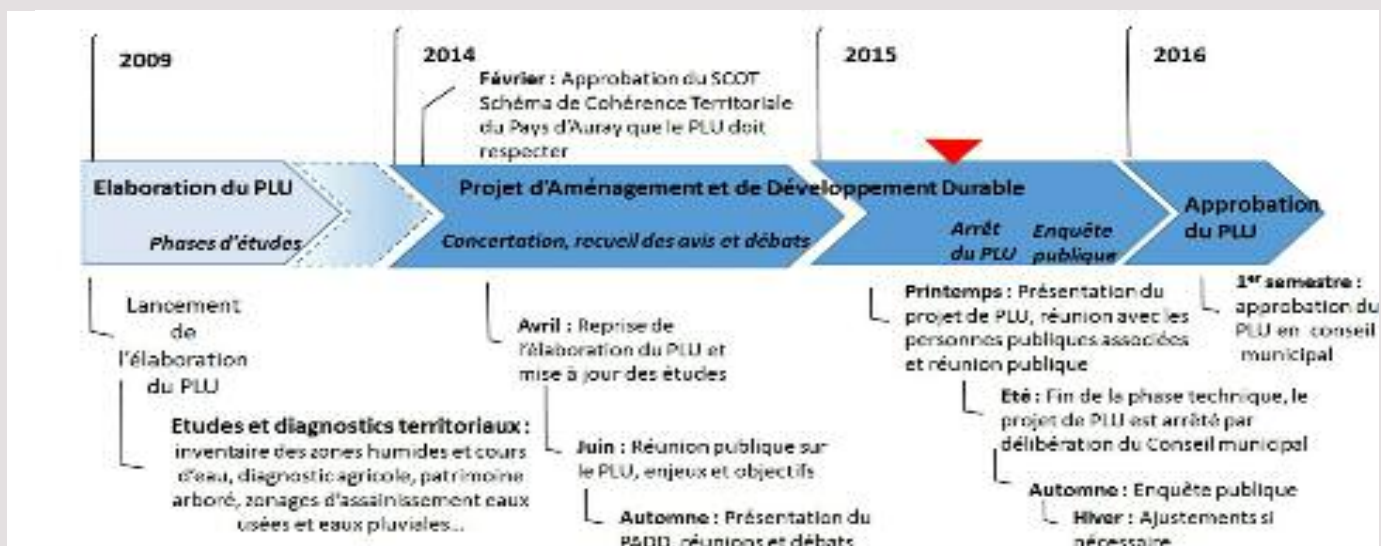 2009
2014
2015
2016
Février : Approbation du SCOT
Schéma de Cohérence Territoriale
du Pays d'Auray que le PLU doit
respecter
Elaboration du PLU
Phases d'études
Projet d'Aménagement et de Développement Durable
Concertation, recueil des avis et débats
Arrêt
du PLU
Enquête
publique
Approbation
du PLU
Lancement
de
l'élaboration
du PLU
Etudes et diagnostics territoriaux :
inventaire des zones humides et cours
d'eau, diagnostic agricole, patrimoine
arboré, zonages d'assainissement eaux
usées et eaux pluviales...
Avril : Reprise de
l'élaboration du PLU et
mise à jour des études
Juin : Réunion publique sur
le PLU, enjeux et objectifs
Automne : Présentation du
PADD, réunions et débats
Printemps : Présentation du
projet de PLU, réunion avec les
personnes publiques associées
et réunion publique
Eté : Fin de la phase technique, le
projet de PLU est arrêté par
délibération du Conseil municipal
Automne : Enquête publique
Hiver : Ajustements si
nécessaire
1er semestre :
approbation du
PLU en conseil
municipal